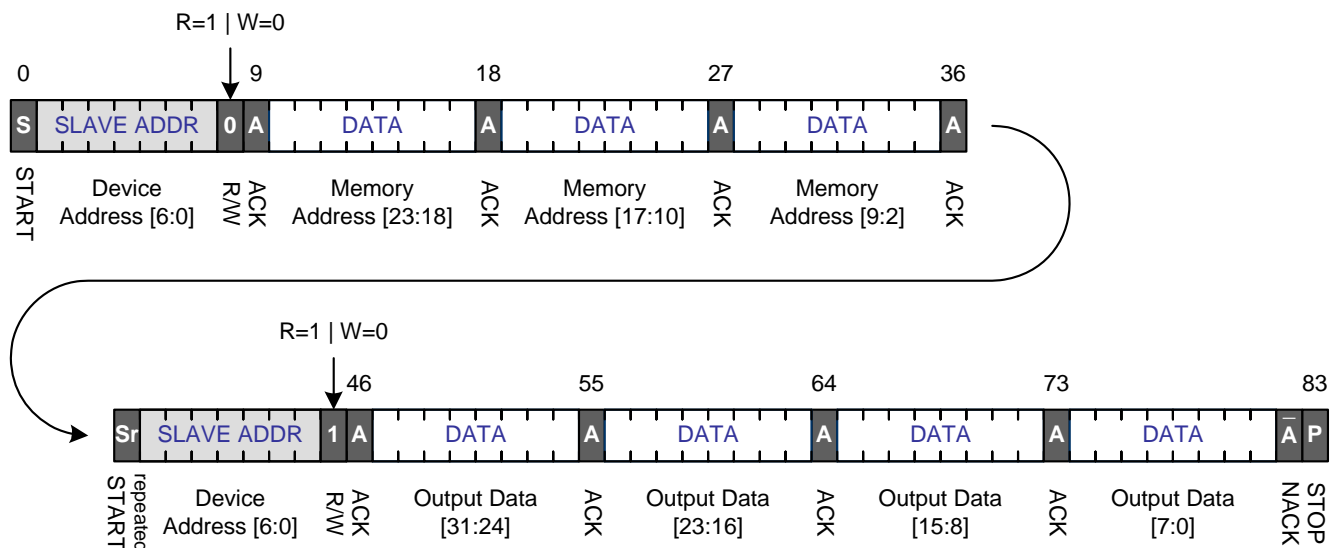 R=1 | W=0
0 9 18 27 36
S SLAVE ADDR 0 A DATA A DATA A DATA A
START Device Address [6:0] R/W ACK Memory Address [23:18] ACK Memory Address [17:10] ACK Memory Address [9:2] ACK
R=1 | W=0
46 55 64 73 83
Sr SLAVE ADDR 1 A DATA A DATA A DATA A DATA A̅ P
repeated START Device Address [6:0] R/W ACK Output Data [31:24] ACK Output Data [23:16] ACK Output Data [15:8] ACK Output Data [7:0] NACK STOP